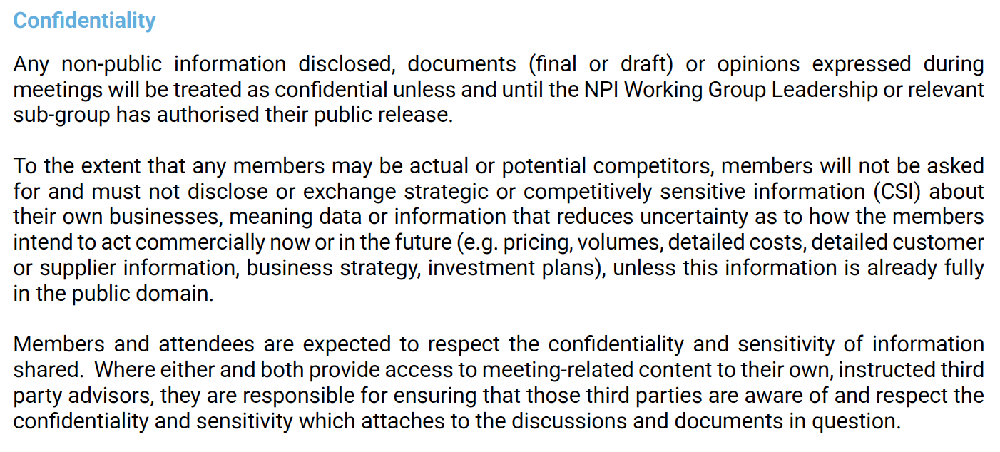 Confidentiality
Any non-public information disclosed, documents (final or draft) or opinions expressed during
meetings will be treated as confidential unless and until the NPI Working Group Leadership or relevant
sub-group has authorised their public release.
To the extent that any members may be actual or potential competitors, members will not be asked
for and must not disclose or exchange strategic or competitively sensitive information (CSI) about
their own businesses, meaning data or information that reduces uncertainty as to how the members
intend to act commercially now or in the future (e.g. pricing, volumes, detailed costs, detailed customer
or supplier information, business strategy, investment plans), unless this information is already fully
in the public domain.
Members and attendees are expected to respect the confidentiality and sensitivity of information
shared.  Where either and both provide access to meeting-related content to their own, instructed third
party advisors, they are responsible for ensuring that those third parties are aware of and respect the
confidentiality and sensitivity which attaches to the discussions and documents in question.